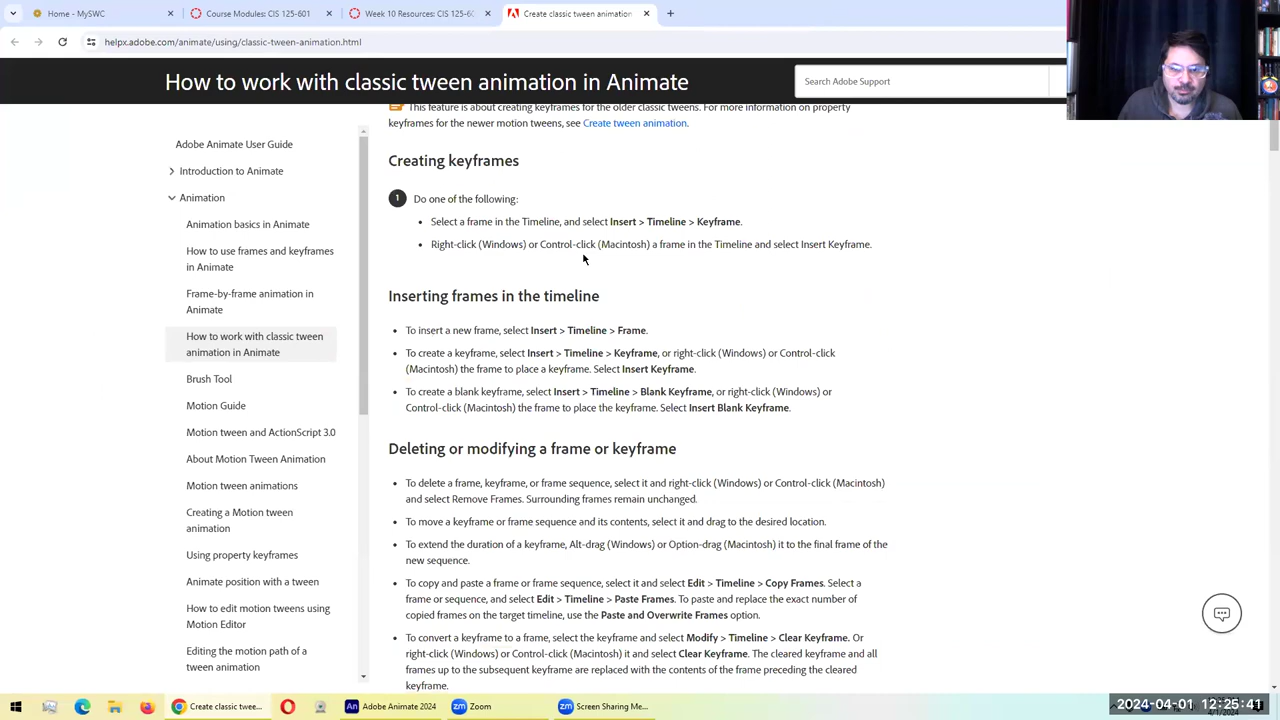 Home - MySWC
Course Modules: CIS 125-601
Week 10 Resources: CIS 125-60
Create classic tween animation
helpx.adobe.com/animate/using/classic-tween-animation.html
How to work with classic tween animation in Animate
Search Adobe Support
This feature is about creating keyframes for the older classic tweens. For more information on property
keyframes for the newer motion tweens, see Create tween animation.
Adobe Animate User Guide
Introduction to Animate
Animation
Animation basics in Animate
How to use frames and keyframes
in Animate
Frame-by-frame animation in
Animate
How to work with classic tween
animation in Animate
Brush Tool
Motion Guide
Motion tween and ActionScript 3.0
About Motion Tween Animation
Motion tween animations
Creating a Motion tween
animation
Using property keyframes
Animate position with a tween
How to edit motion tweens using
Motion Editor
Editing the motion path of a
tween animation
Creating keyframes
1 Do one of the following:
• Select a frame in the Timeline, and select Insert > Timeline > Keyframe.
• Right-click (Windows) or Control-click (Macintosh) a frame in the Timeline and select Insert Keyframe.
Inserting frames in the timeline
• To insert a new frame, select Insert > Timeline > Frame.
• To create a keyframe, select Insert > Timeline > Keyframe, or right-click (Windows) or Control-click
(Macintosh) the frame to place a keyframe. Select Insert Keyframe.
• To create a blank keyframe, select Insert > Timeline > Blank Keyframe, or right-click (Windows) or
Control-click (Macintosh) the frame to place the keyframe. Select Insert Blank Keyframe.
Deleting or modifying a frame or keyframe
• To delete a frame, keyframe, or frame sequence, select it and right-click (Windows) or Control-click (Macintosh)
and select Remove Frames. Surrounding frames remain unchanged.
• To move a keyframe or frame sequence and its contents, select it and drag to the desired location.
• To extend the duration of a keyframe, Alt-drag (Windows) or Option-drag (Macintosh) it to the final frame of the
new sequence.
• To copy and paste a frame or frame sequence, select it and select Edit > Timeline > Copy Frames. Select a
frame or sequence, and select Edit > Timeline > Paste Frames. To paste and replace the exact number of
copied frames on the target timeline, use the Paste and Overwrite Frames option.
• To convert a keyframe to a frame, select the keyframe and select Modify > Timeline > Clear Keyframe. Or
right-click (Windows) or Control-click (Macintosh) it and select Clear Keyframe. The cleared keyframe and all
frames up to the subsequent keyframe are replaced with the contents of the frame preceding the cleared
keyframe.
Create classic twee...
An Adobe Animate 2024
zm Zoom
zm Screen Sharing Me...
2024-04-01 12:25:41